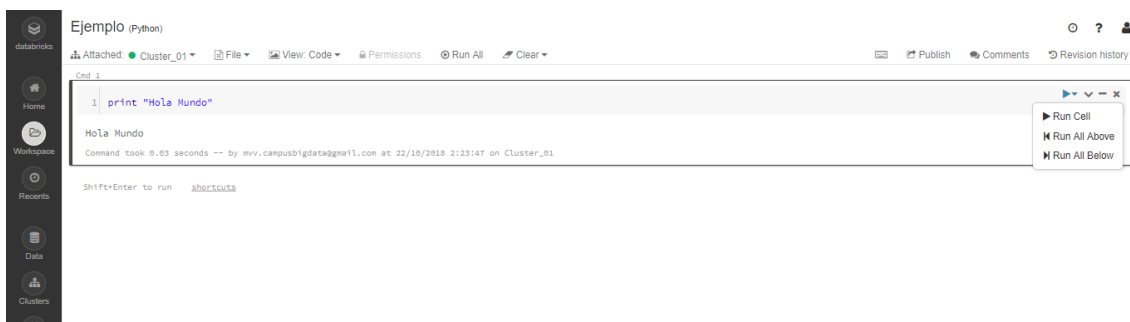 Ejemplo (Python)
databricks
Attached: Cluster_01 File View: Code Permissions Run All Clear Publish Comments Revision history
Cmd 1
1 print "Hola Mundo"
Home
Run Cell
Hola Mundo
Run All Above
Workspace
Command took 0.03 seconds -- by mvv.campusbigdata@gmail.com at 22/10/2018 2:23:47 on Cluster_01
Run All Below
Shift+Enter to run shortcuts
Recents
Data
Clusters